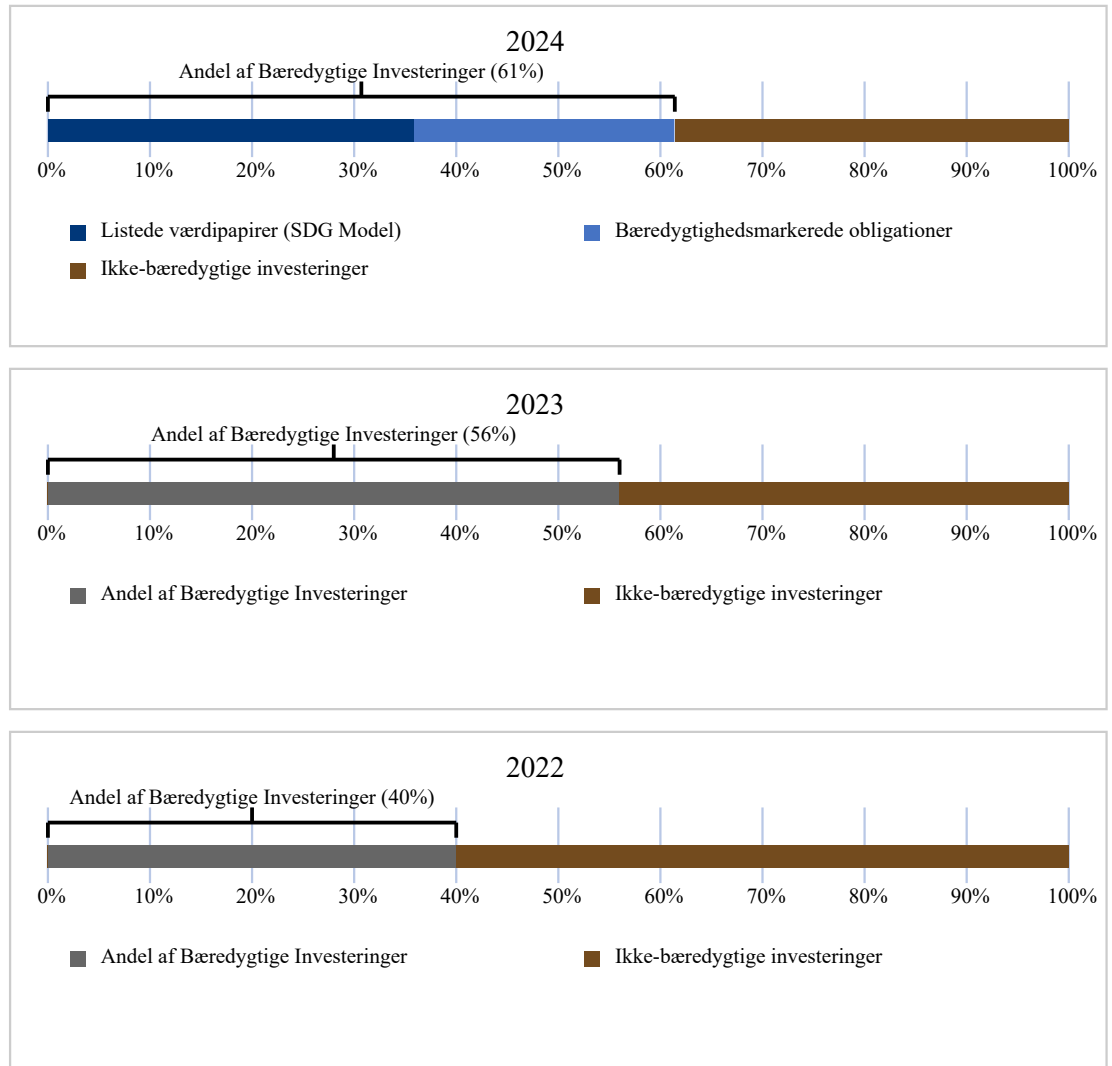 2024
Andel af Bæredygtige Investeringer (61%)
0% 10% 20% 30% 40% 50% 60% 70% 80% 90% 100%
Listede værdipapirer (SDG Model) Bæredygtighedsmarkerede obligationer
Ikke-bæredygtige investeringer
2023
Andel af Bæredygtige Investeringer (56%)
0% 10% 20% 30% 40% 50% 60% 70% 80% 90% 100%
Andel af Bæredygtige Investeringer Ikke-bæredygtige investeringer
2022
Andel af Bæredygtige Investeringer (40%)
0% 10% 20% 30% 40% 50% 60% 70% 80% 90% 100%
Andel af Bæredygtige Investeringer Ikke-bæredygtige investeringer